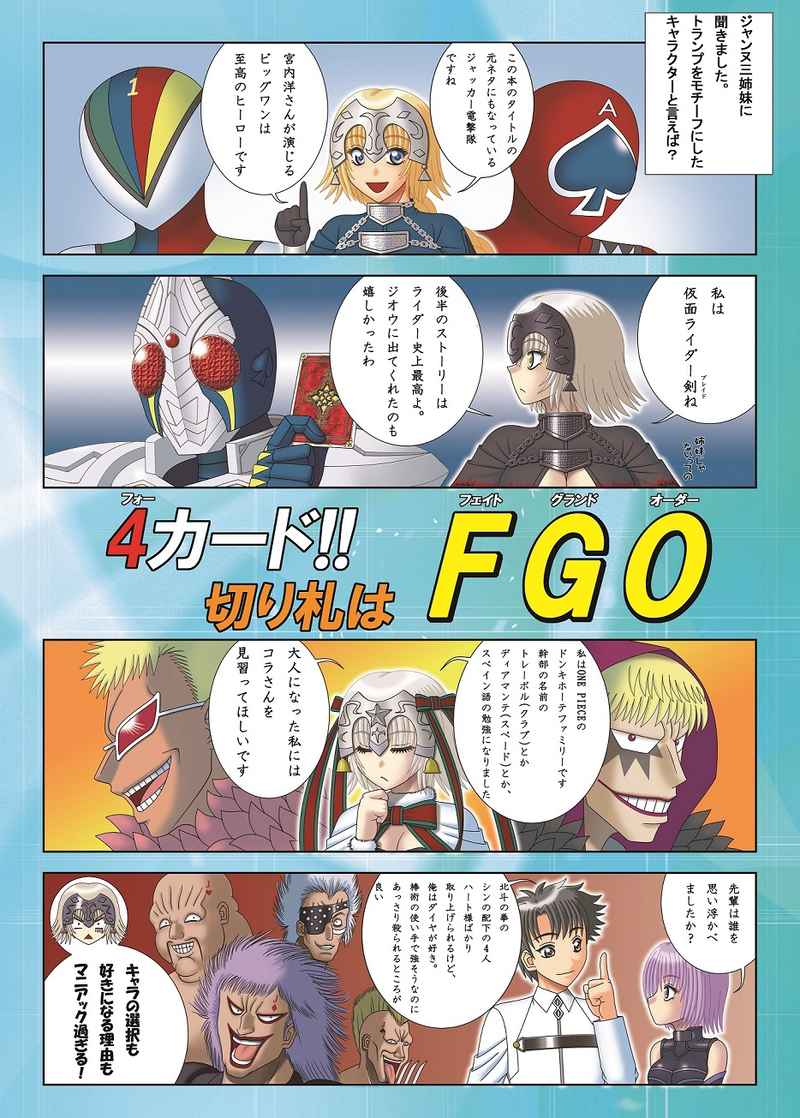 ジャンヌ三姉妹に
聞きました。
トランプをモチーフにした
キャラクターと言えば？
この本のタイトルの
元ネタにもなっている
ジャッカー電撃隊
ですね
宮内洋さんが演じる
ビッグワンは
至高のヒーローです
1
A
私は
仮面ライダー剣ね
ブレイド
後半のストーリーは
ライダー史上最高よ。
ジオウに出てくれたのも
嬉しかったわ
姉妹じゃ
ないっての
フォー
4カード!!
切り札は
フェイト グランド オーダー
FGO
私はONE PIECEの
ドンキホーテファミリーです
幹部の名前の
トレーボル(クラブ)とか
ディアマンテ(スペード)とか、
スペイン語の勉強になりました
大人になった私には
コラさんを
見習ってほしいです
先輩は誰を
思い浮かべ
ましたか？
北斗の拳の
シンの配下の4人
ハート様ばかり
取り上げられるけど、
俺はダイヤが好き。
棒術の使い手で強そうなのに
あっさり殺られるところが
良い
キャラの選択も
好きになる理由も
マニアック過ぎる！